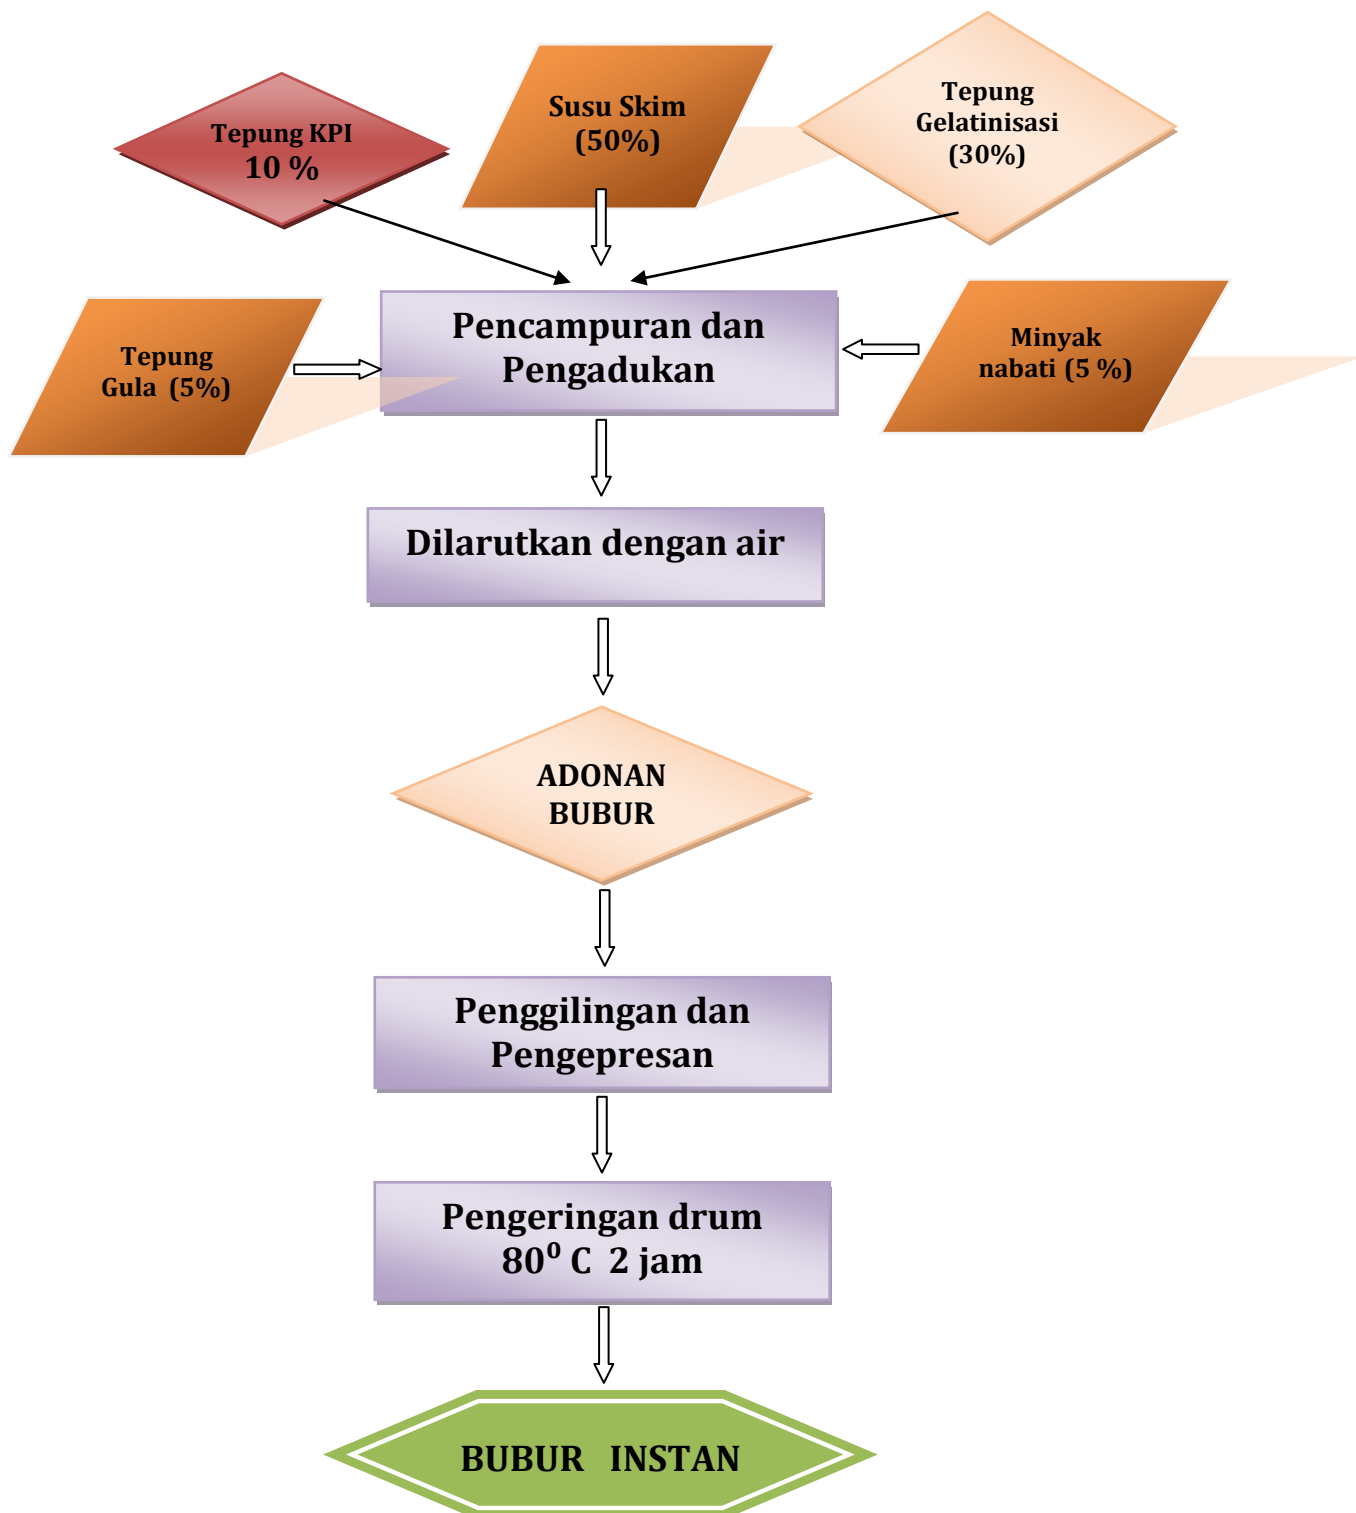 Tepung KPI
10 %
Susu Skim
(50%)
Tepung
Gelatinisasi
(30%)
Tepung
Gula (5%)
Pencampuran dan
Pengadukan
Minyak
nabati (5 %)
Dilarutkan dengan air
ADONAN
BUBUR
Penggilingan dan
Pengepresan
Pengeringan drum
80⁰ C 2 jam
BUBUR INSTAN